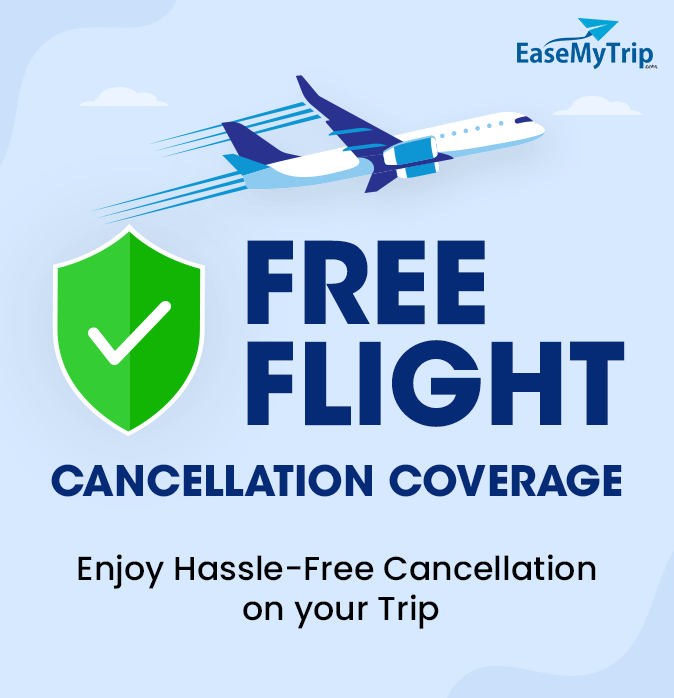 EaseMyTrip.com
FREE
FLIGHT
CANCELLATION COVERAGE
Enjoy Hassle-Free Cancellation
on your Trip